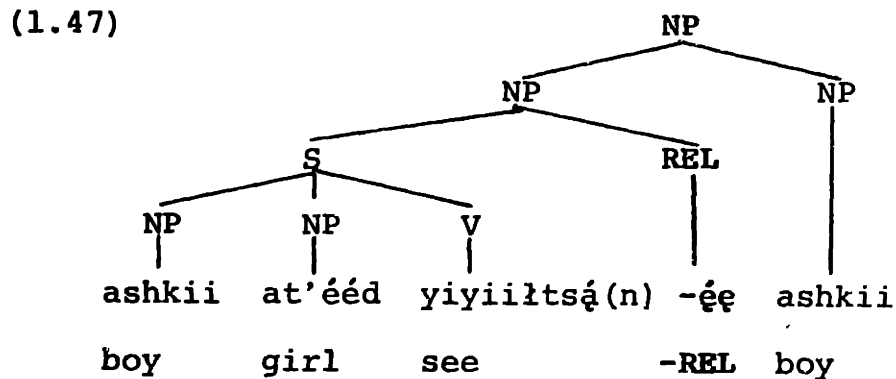 (1.47)
NP
NP NP
S REL
NP NP V
ashkii at'ééd yiyiiłtsą́(n) -ę́ę ashkii
boy girl see -REL boy